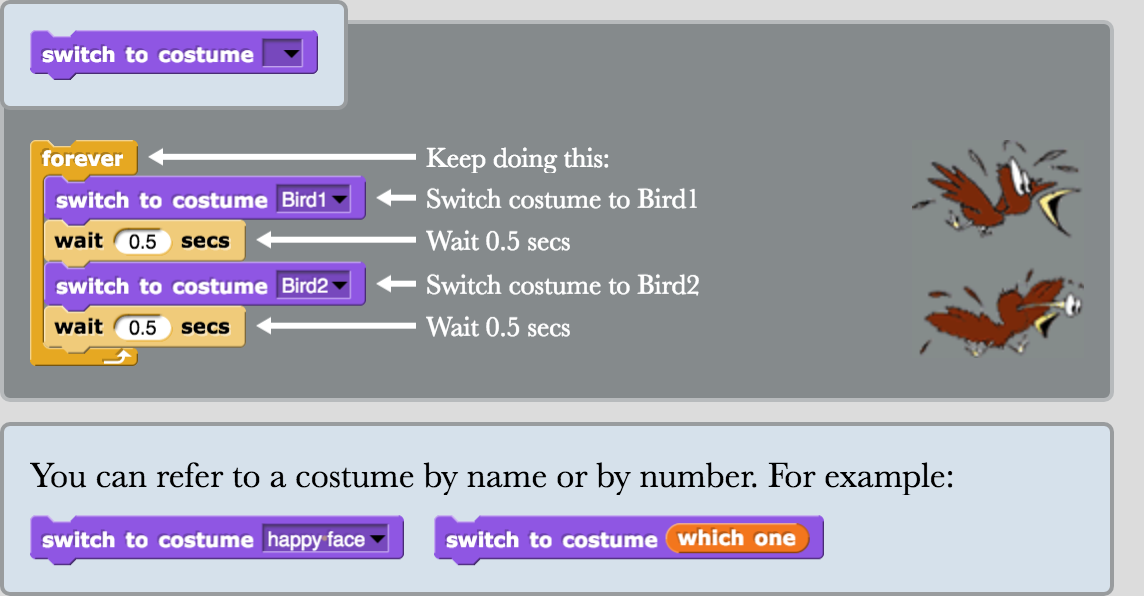 switch to costume
forever
Keep doing this:
switch to costume Bird1
Switch costume to Bird1
wait 0.5 secs
Wait 0.5 secs
switch to costume Bird2
Switch costume to Bird2
wait 0.5 secs
Wait 0.5 secs
You can refer to a costume by name or by number. For example:
switch to costume happy face
switch to costume which one